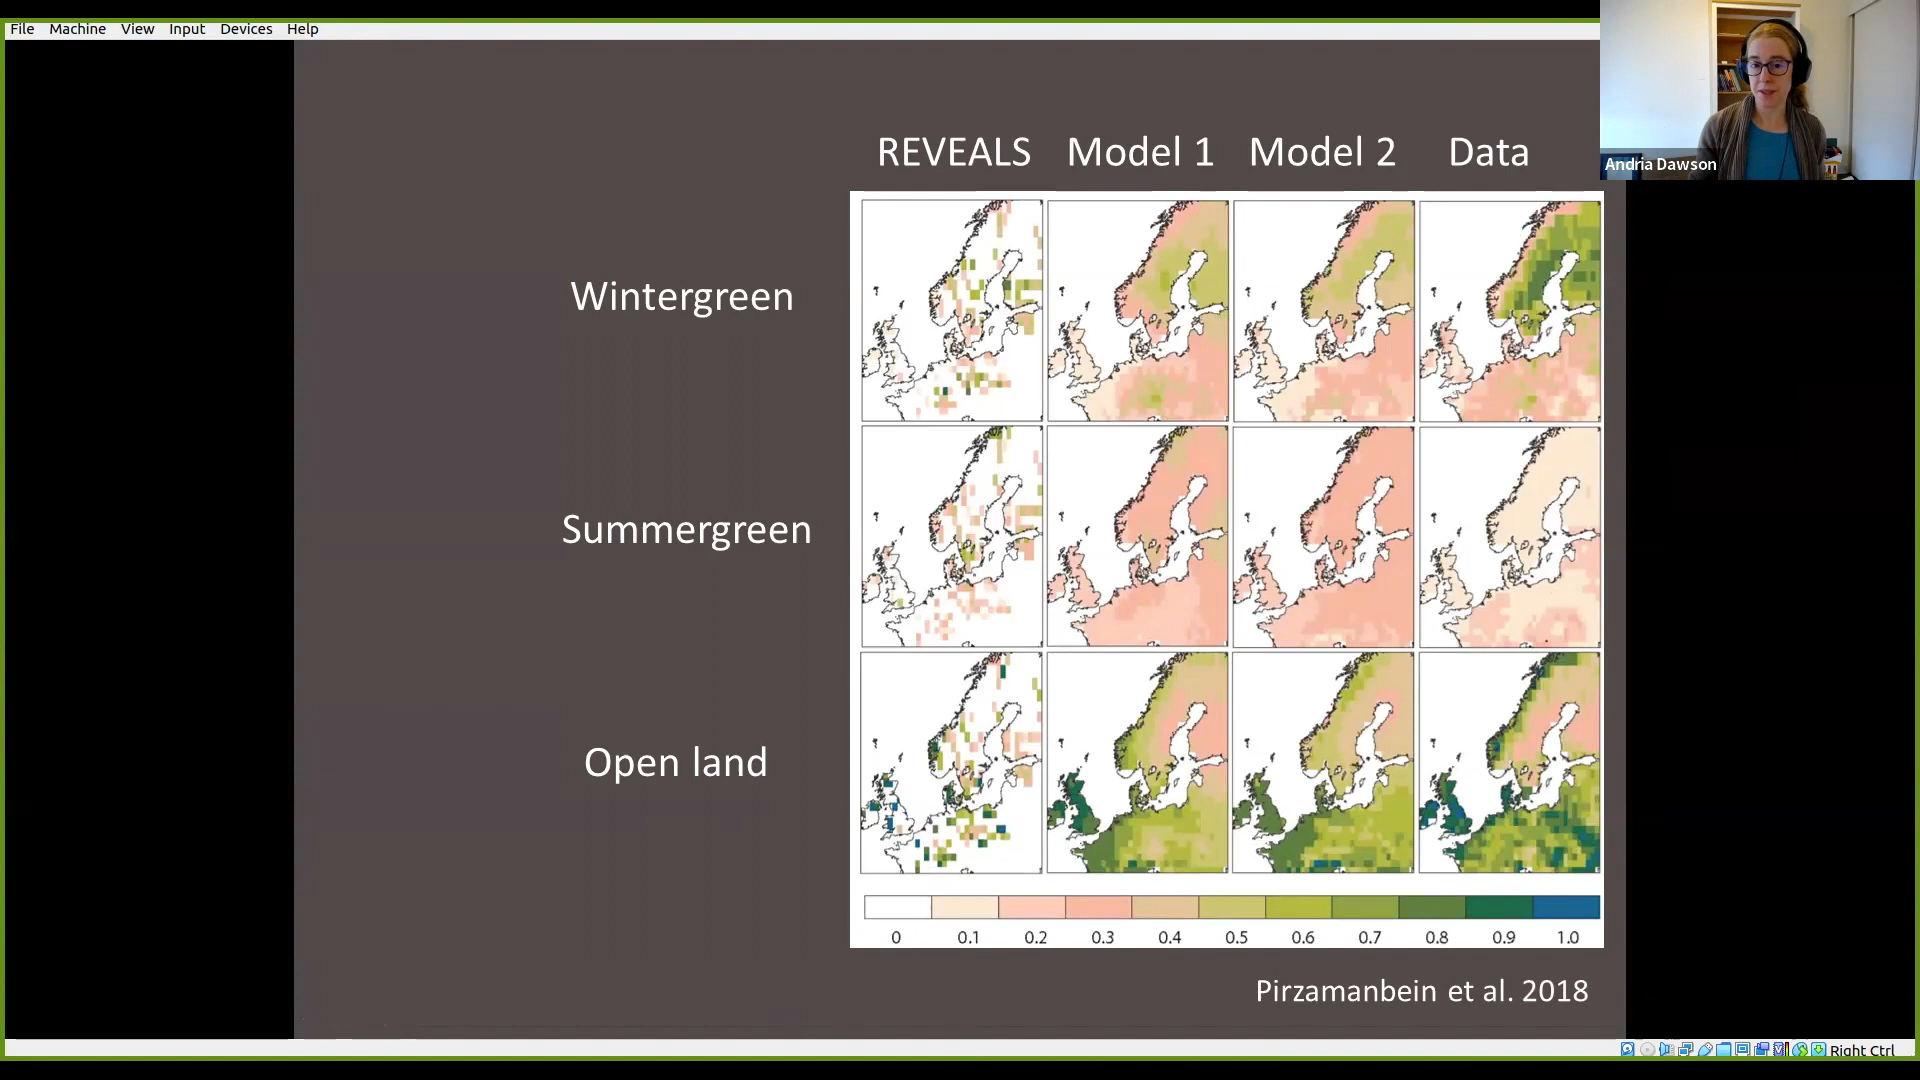 File Machine View Input Devices Help
Andria Dawson
REVEALS Model 1 Model 2 Data
Wintergreen
Summergreen
Open land
0 0.1 0.2 0.3 0.4 0.5 0.6 0.7 0.8 0.9 1.0
Pirzamanbein et al. 2018
Right Ctrl